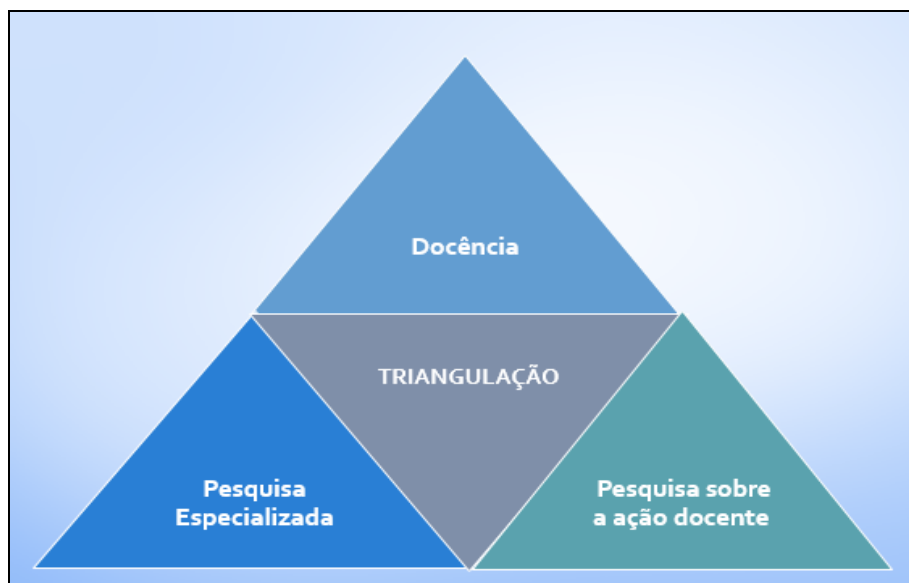 Docência
TRIANGULAÇÃO
Pesquisa
Especializada
Pesquisa sobre
a ação docente